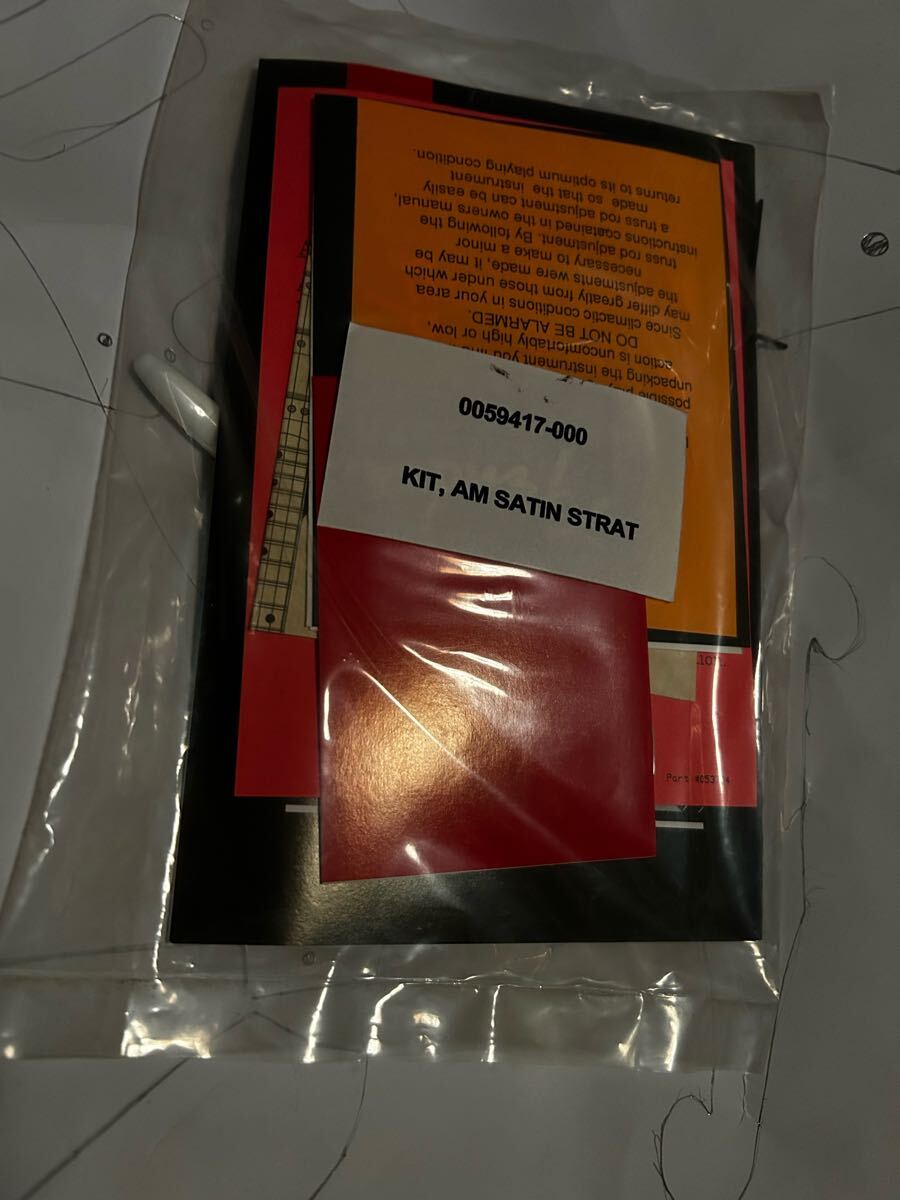 possible
unpacking the instrument you
action is uncomfortably high or low,
DO NOT BE ALARMED.
Since climactic conditions in your area
may differ greatly from those under which
the adjustments were made, it may be
necessary to make a minor
truss rod adjustment. By following the
instructions contained in the owners manual,
a truss rod adjustment can be easily
made so that the instrument
returns to its optimum playing condition.
0059417-000
KIT, AM SATIN STRAT
Part